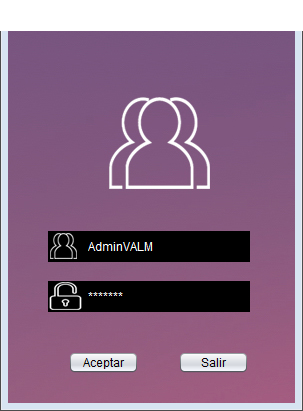 AdminVALM
*******
Aceptar
Salir